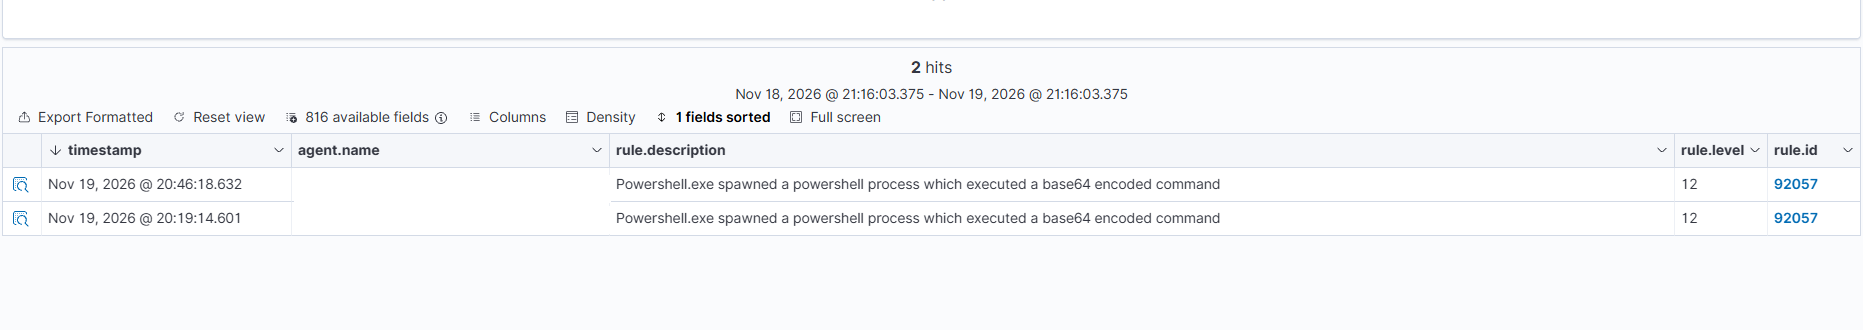 2 hits
Nov 18, 2026 @ 21:16:03.375 - Nov 19, 2026 @ 21:16:03.375
Export Formatted Reset view 816 available fields Columns Density 1 fields sorted Full screen
timestamp agent.name rule.description rule.level rule.id
Nov 19, 2026 @ 20:46:18.632 Powershell.exe spawned a powershell process which executed a base64 encoded command 12 92057
Nov 19, 2026 @ 20:19:14.601 Powershell.exe spawned a powershell process which executed a base64 encoded command 12 92057